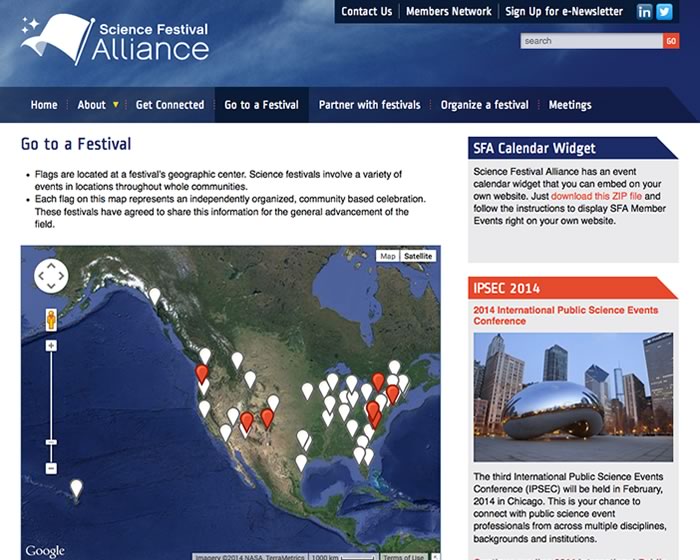 Contact Us
Members Network
Sign Up for e-Newsletter
in
Science Festival
Alliance
search
GO
Home
About
Get Connected
Go to a Festival
Partner with festivals
Organize a festival
Meetings
Go to a Festival
Flags are located at a festival's geographic center. Science festivals involve a variety of
events in locations throughout whole communities.
Each flag on this map represents an independently organized, community based celebration.
These festivals have agreed to share this information for the general advancement of the
field.
Map
Satellite
Google
Imagery ©2014 NASA, TerraMetrics
1000 km
Terms of Use
SFA Calendar Widget
Science Festival Alliance has an event
calendar widget that you can embed on your
own website. Just download this ZIP file and
follow the instructions to display SFA Member
Events right on your own website.
IPSEC 2014
2014 International Public Science Events
Conference
The third International Public Science Events
Conference (IPSEC) will be held in February,
2014 in Chicago. This is your chance to
connect with public science event
professionals from across multiple disciplines,
backgrounds and institutions.